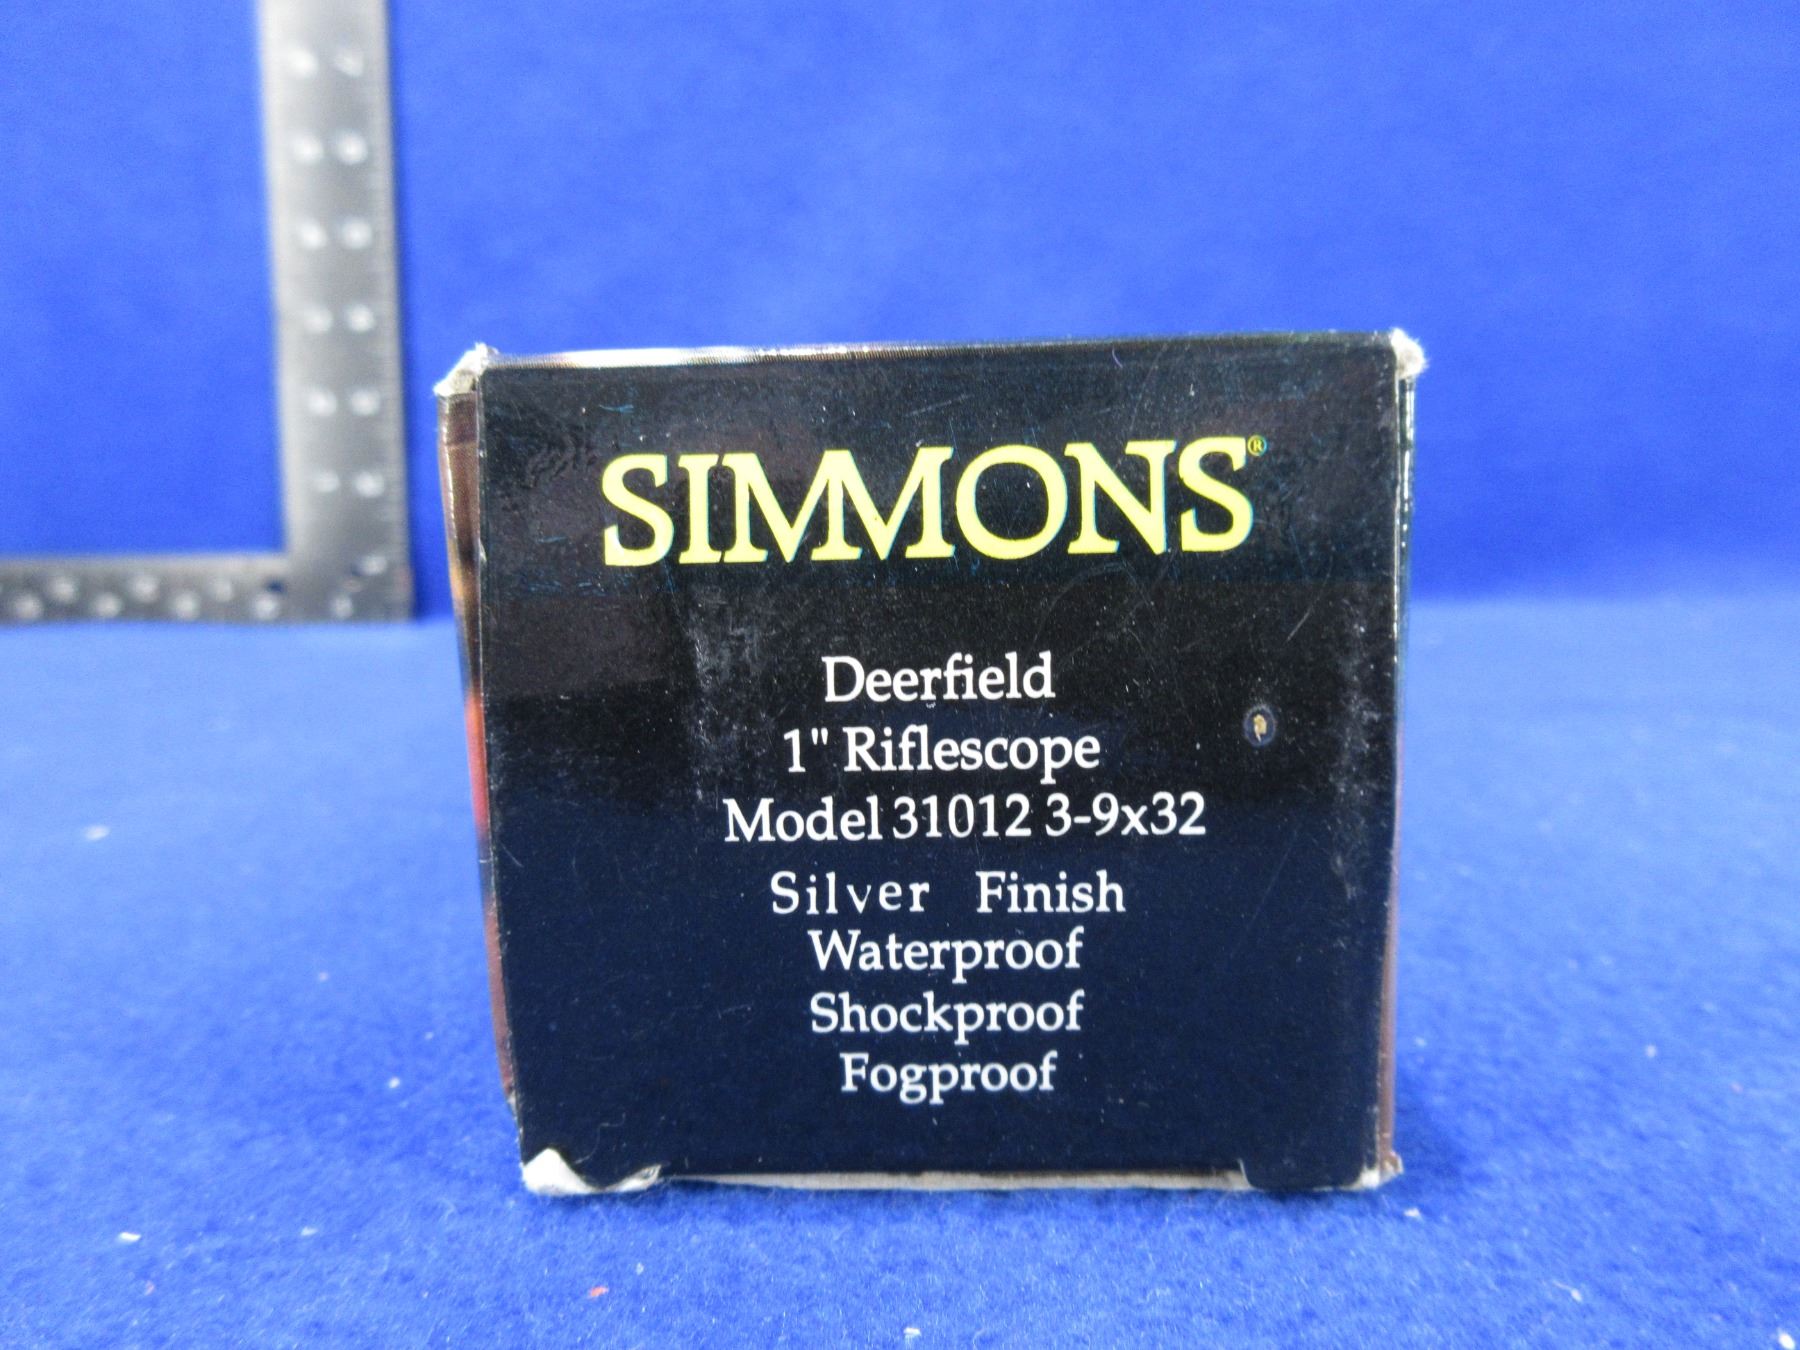 SIMMONS®
Deerfield
1" Riflescope
Model 31012 3-9x32
Silver Finish
Waterproof
Shockproof
Fogproof